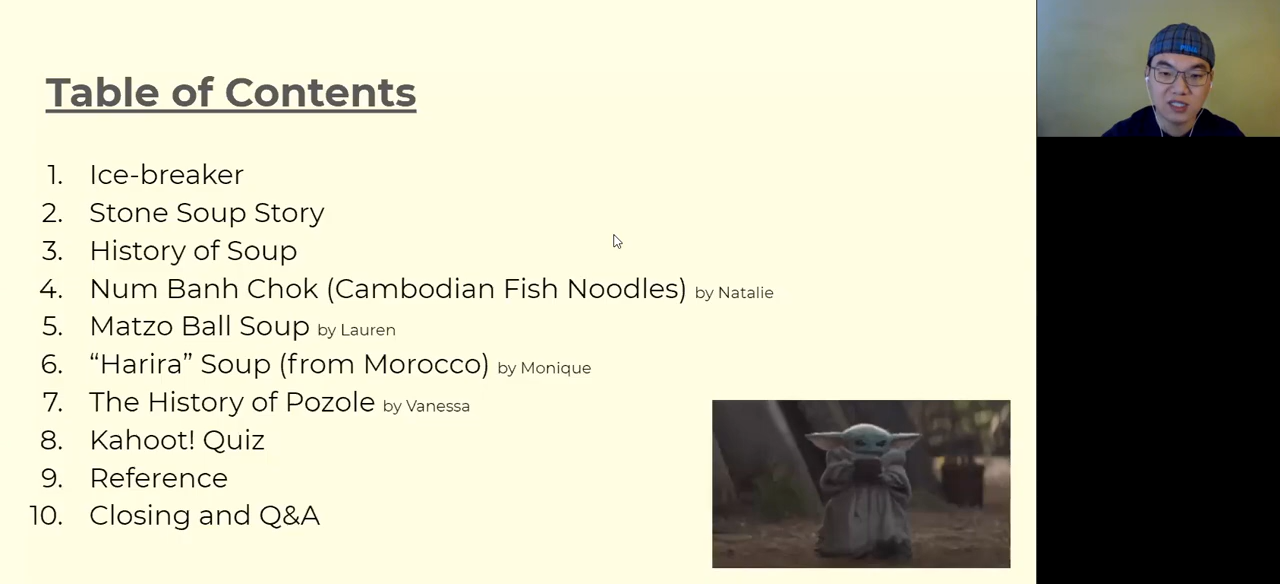 Table of Contents
1. Ice-breaker
2. Stone Soup Story
3. History of Soup
4. Num Banh Chok (Cambodian Fish Noodles) by Natalie
5. Matzo Ball Soup by Lauren
6. “Harira” Soup (from Morocco) by Monique
7. The History of Pozole by Vanessa
8. Kahoot! Quiz
9. Reference
10. Closing and Q&A